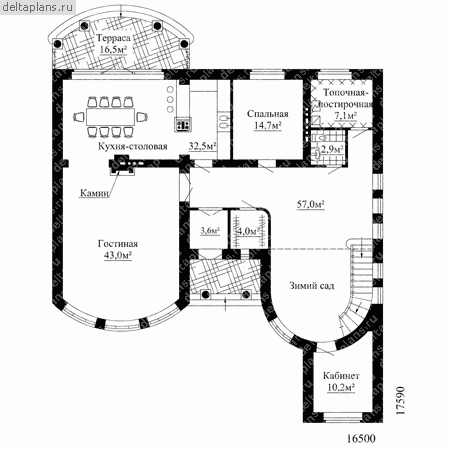 deltaplans.ru
Терраса
16,5м²
Топочная-
постирочная
7,1м²
Спальная
14,7м²
Кухня-столовая
32,5м²
2,9м²
Камин
57,0м²
Гостиная
43,0м²
3,6м²
4,0м²
Зимий сад
Кабинет
10,2м²
17590
16500